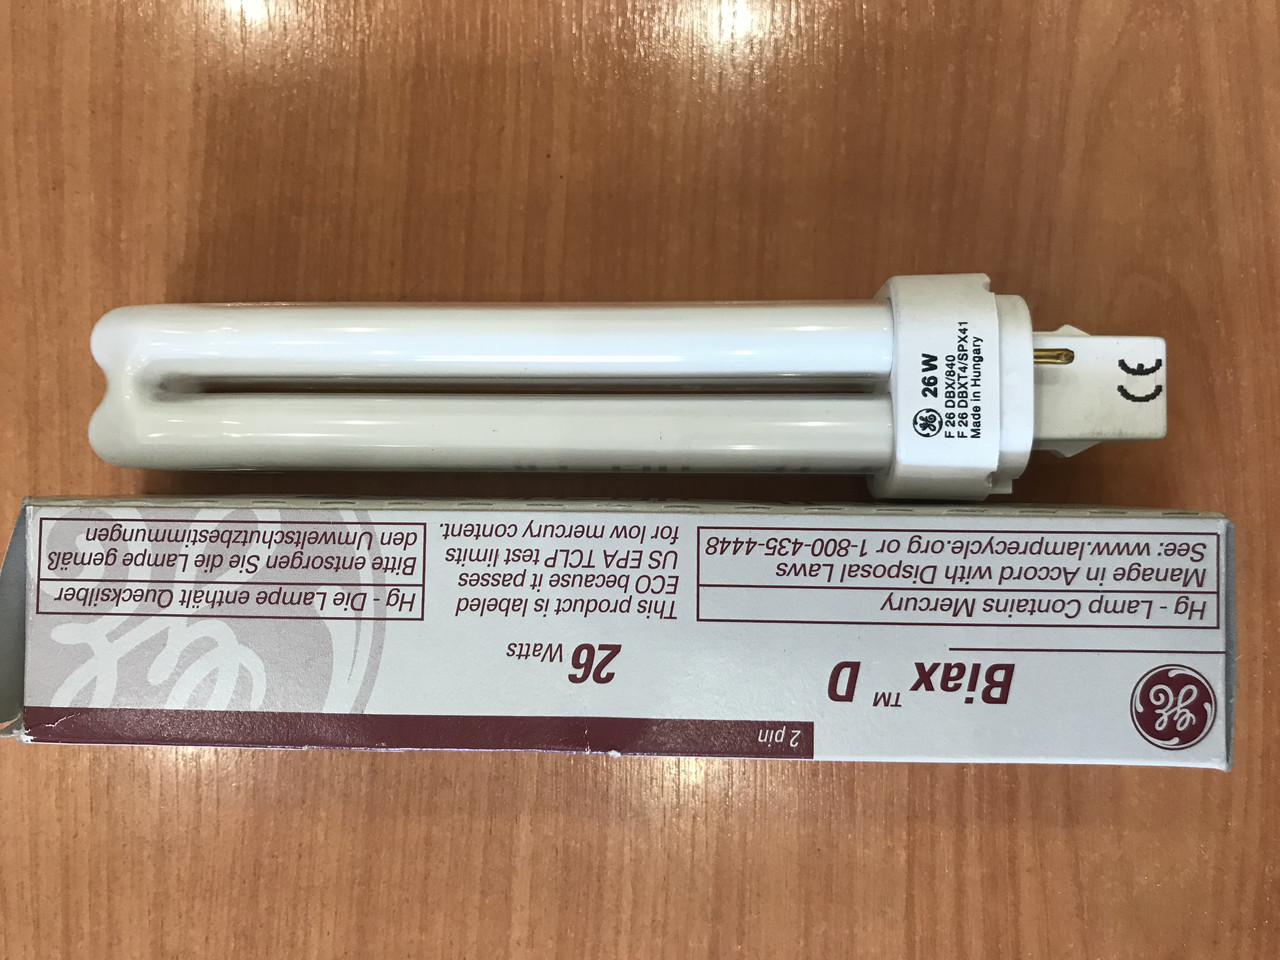 GE 26 W
F 26 DBX/840
F 26 DBXT4/SPX41
Made in Hungary
CE
GE
Biax™ D
26 Watts
2 pin
Hg - Lamp Contains Mercury
Manage in Accord with Disposal Laws
See: www.lamprecycle.org or 1-800-435-4448
This product is labeled
ECO because it passes
US EPA TCLP test limits
for low mercury content.
Hg - Die Lampe enthält Quecksilber
Bitte entsorgen Sie die Lampe gemäß
den Umweltschutzbestimmungen